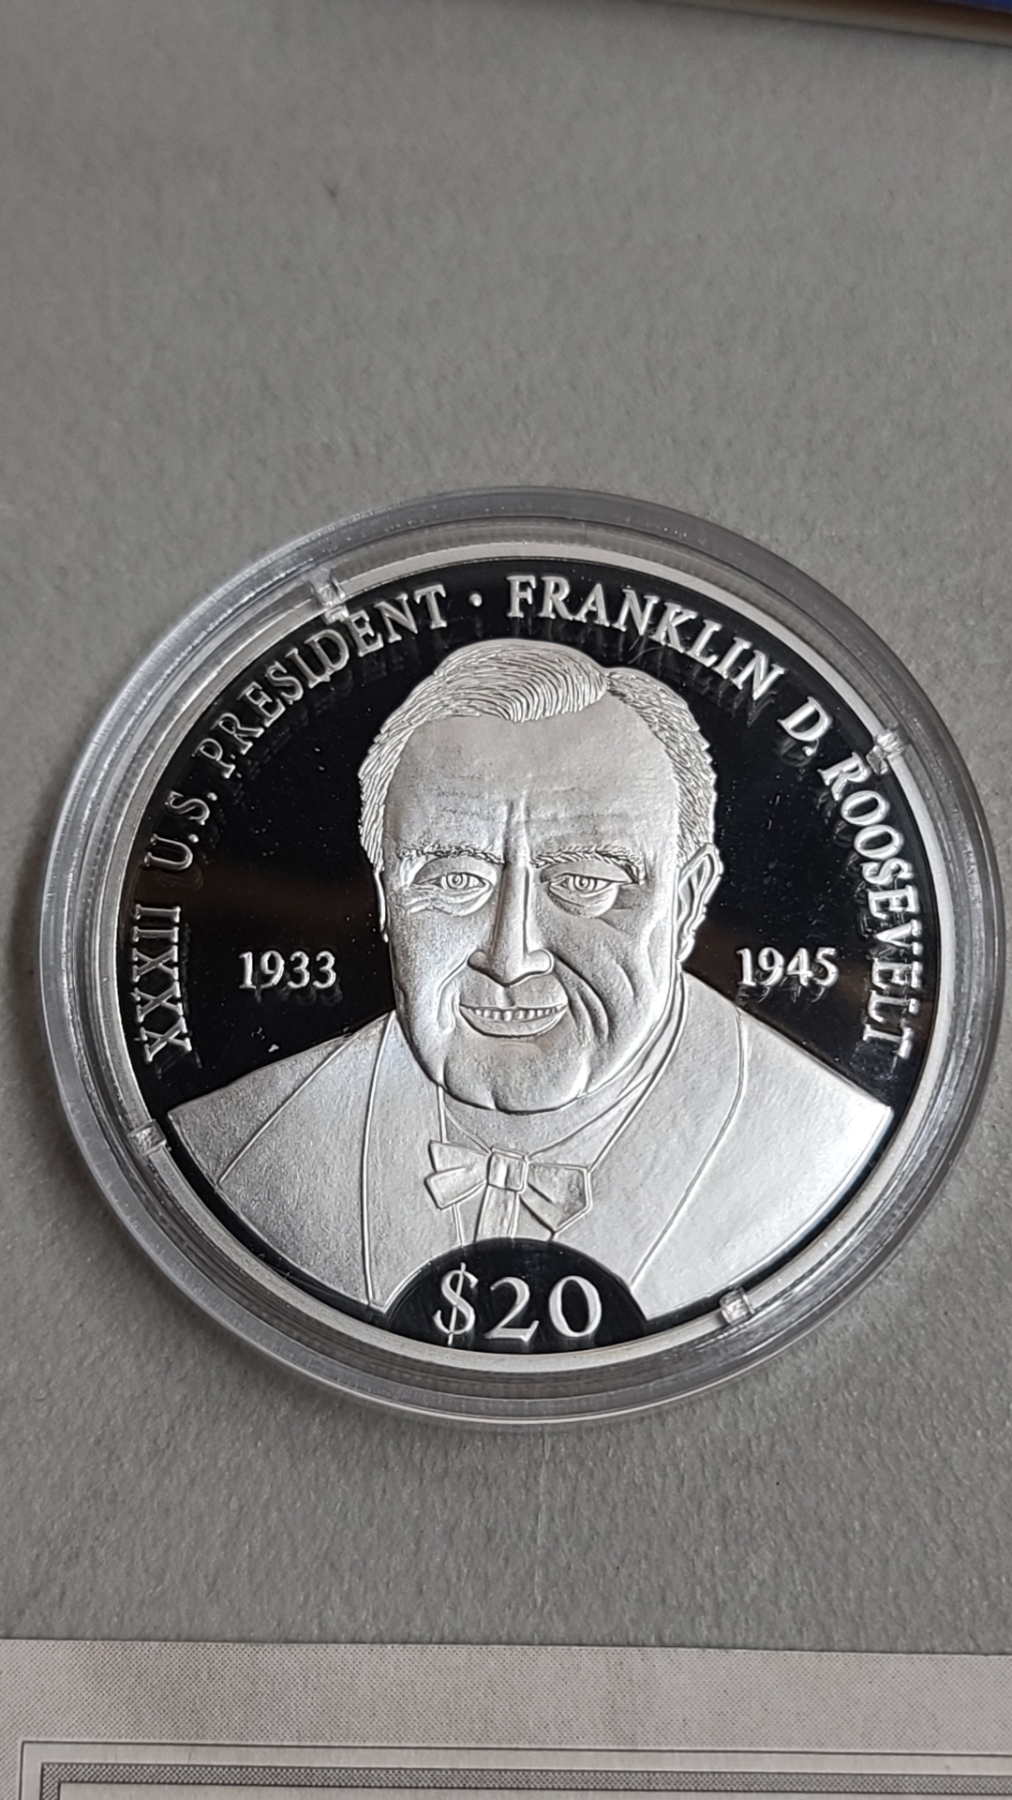 XXXII U.S. PRESIDENT · FRANKLIN D. ROOSEVELT
1933
1945
$20